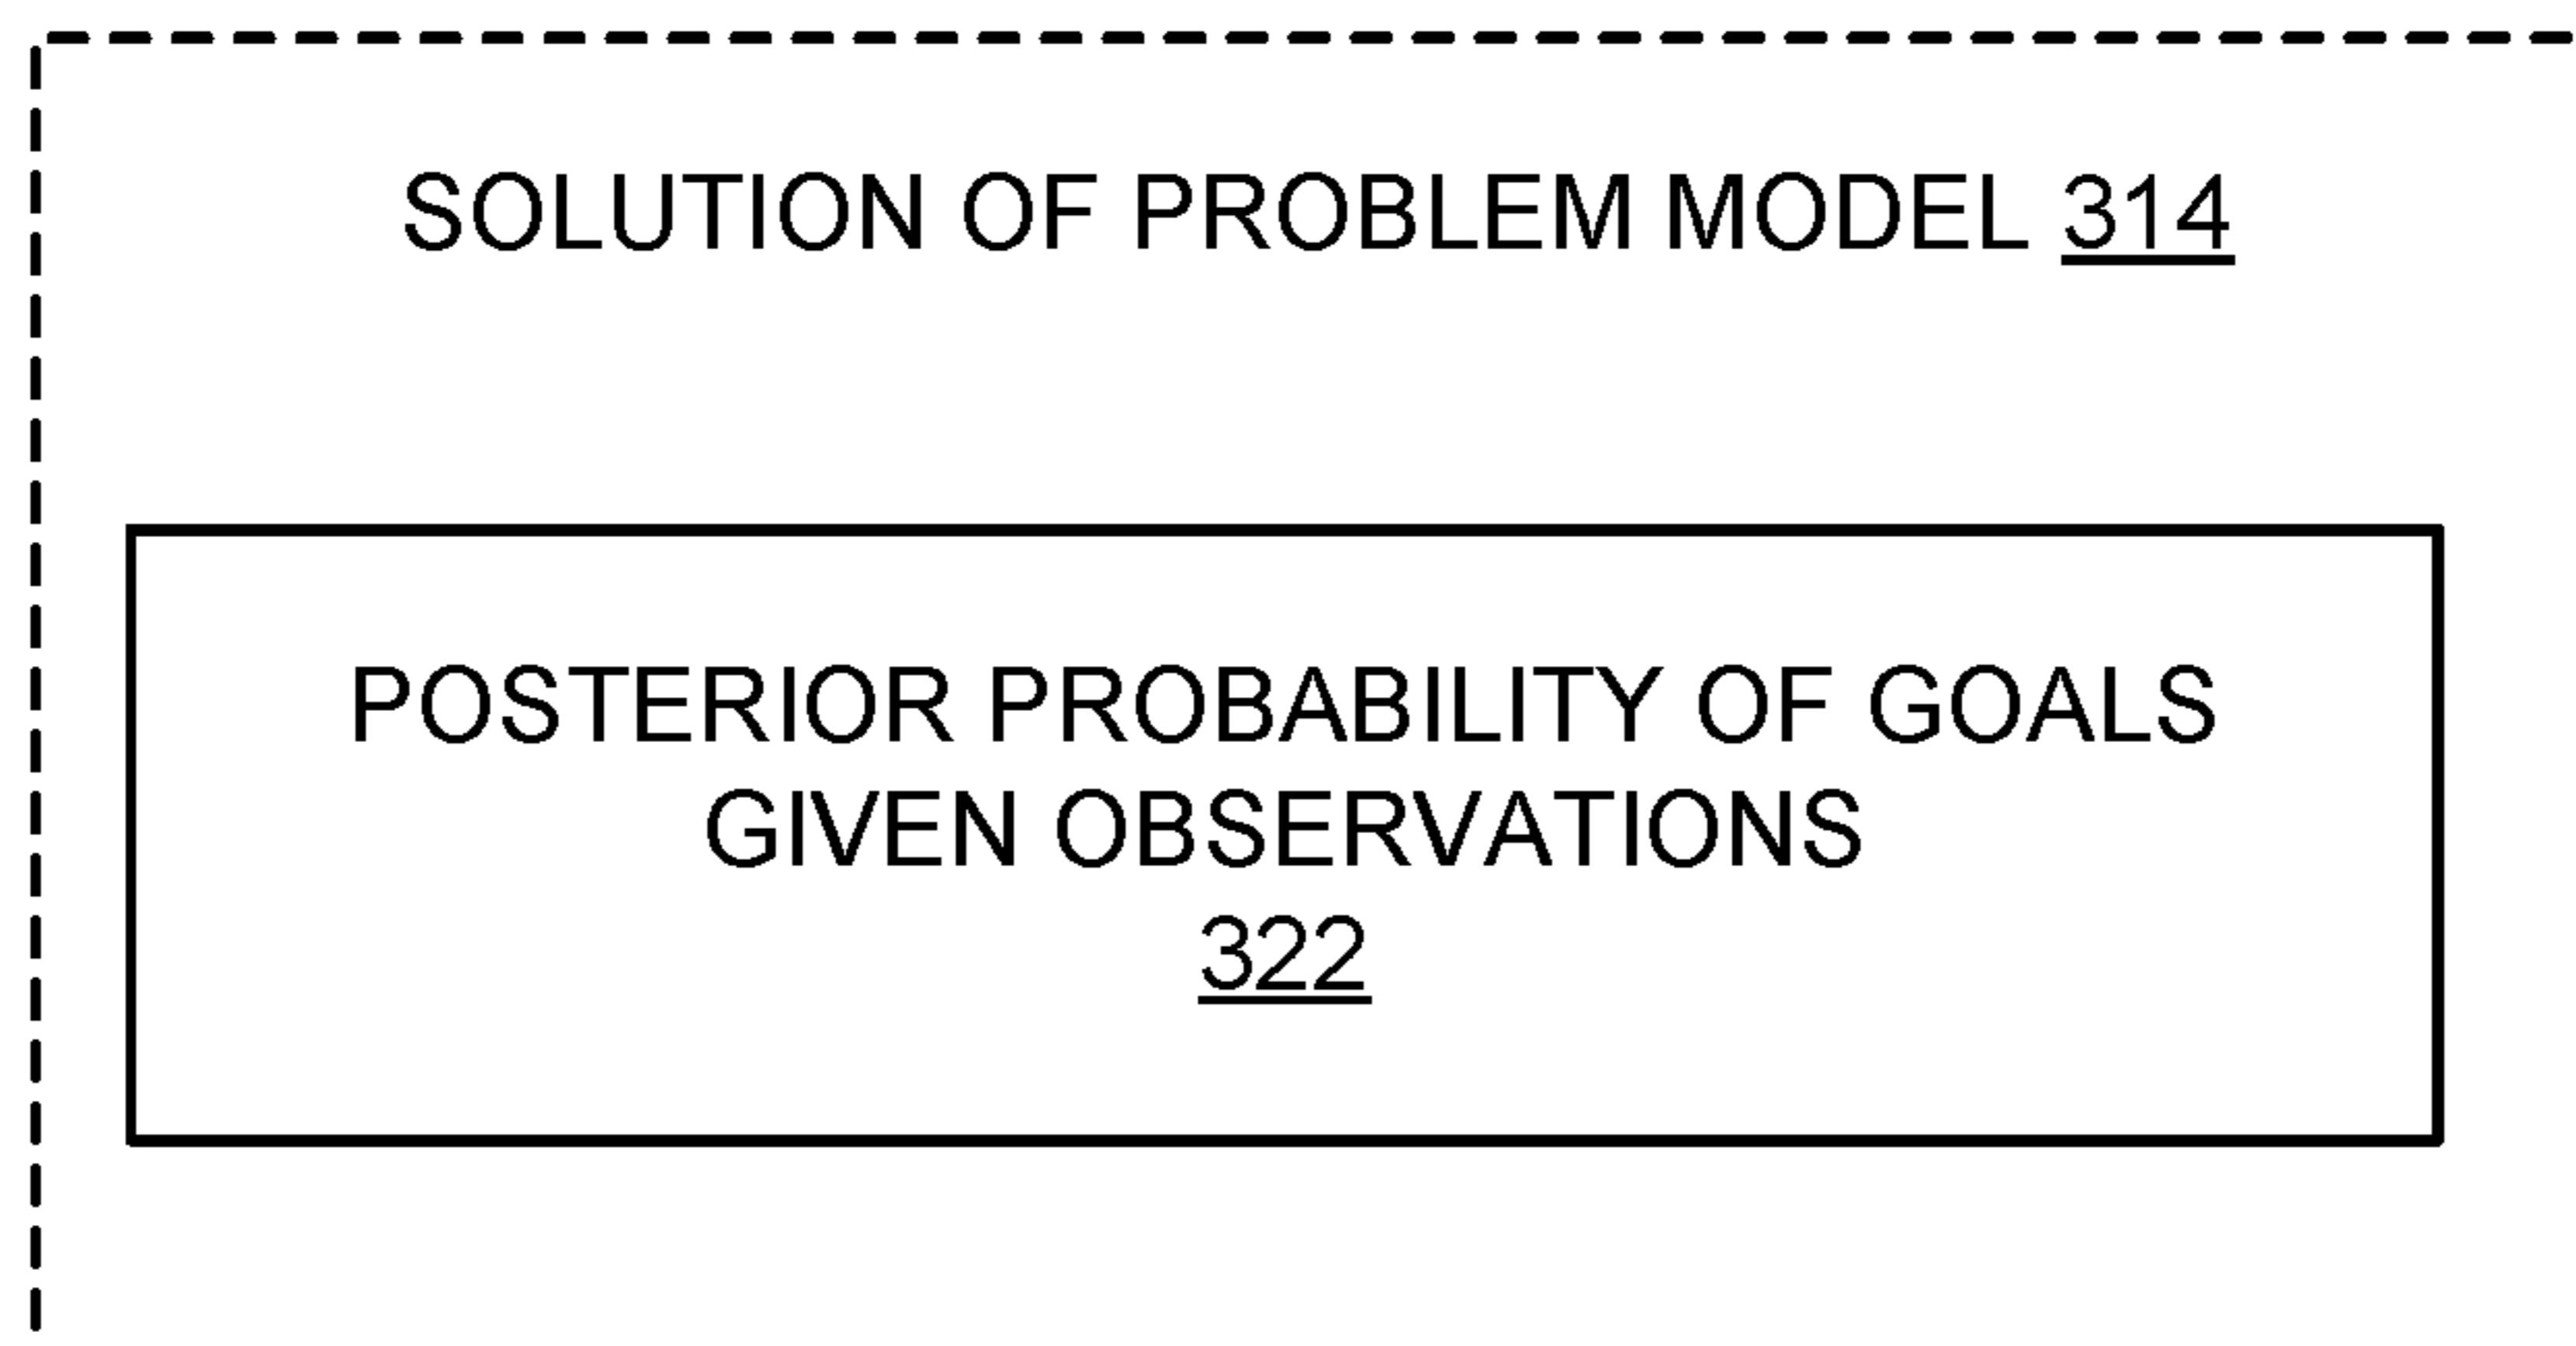 SOLUTION OF PROBLEM MODEL 314
POSTERIOR PROBABILITY OF GOALS
GIVEN OBSERVATIONS
322